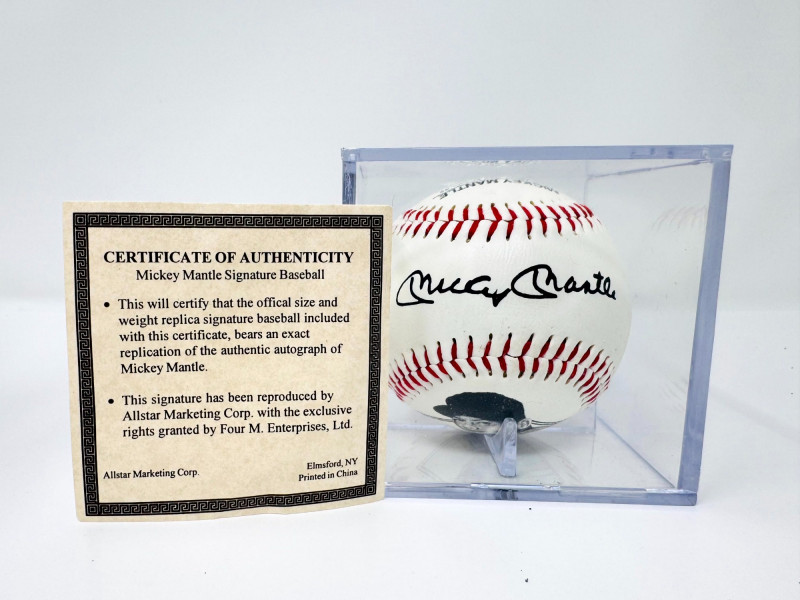 CERTIFICATE OF AUTHENTICITY
Mickey Mantle Signature Baseball
• This will certify that the offical size and
weight replica signature baseball included
with this certificate, bears an exact
replication of the authentic autograph of
Mickey Mantle.
• This signature has been reproduced by
Allstar Marketing Corp. with the exclusive
rights granted by Four M. Enterprises, Ltd.
Allstar Marketing Corp.
Elmsford, NY
Printed in China
MICKEY MANTLE
Mickey Mantle